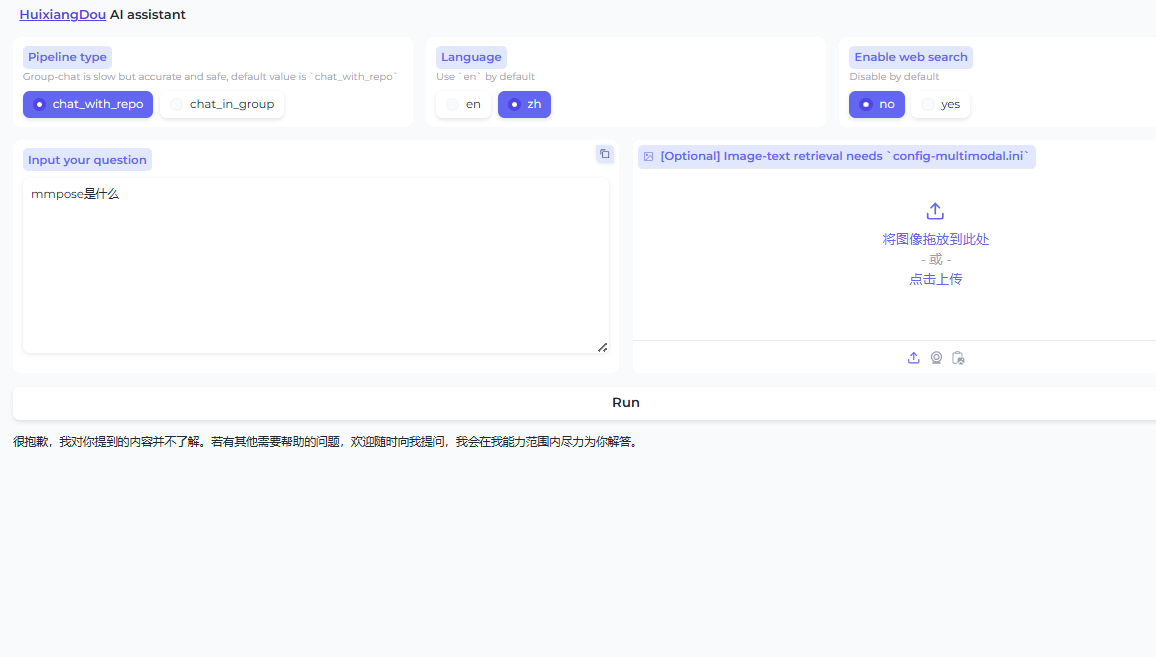 HuixiangDou AI assistant
Pipeline type
Group-chat is slow but accurate and safe, default value is `chat_with_repo`
chat_with_repo
chat_in_group
Language
Use `en` by default
en
zh
Enable web search
Disable by default
no
yes
Input your question
mmpose是什么
[Optional] Image-text retrieval needs `config-multimodal.ini`
将图像拖放到此处
- 或 -
点击上传
Run
很抱歉，我对你提到的内容并不了解。若有其他需要帮助的问题，欢迎随时向我提问，我会在我能力范围内尽力为你解答。